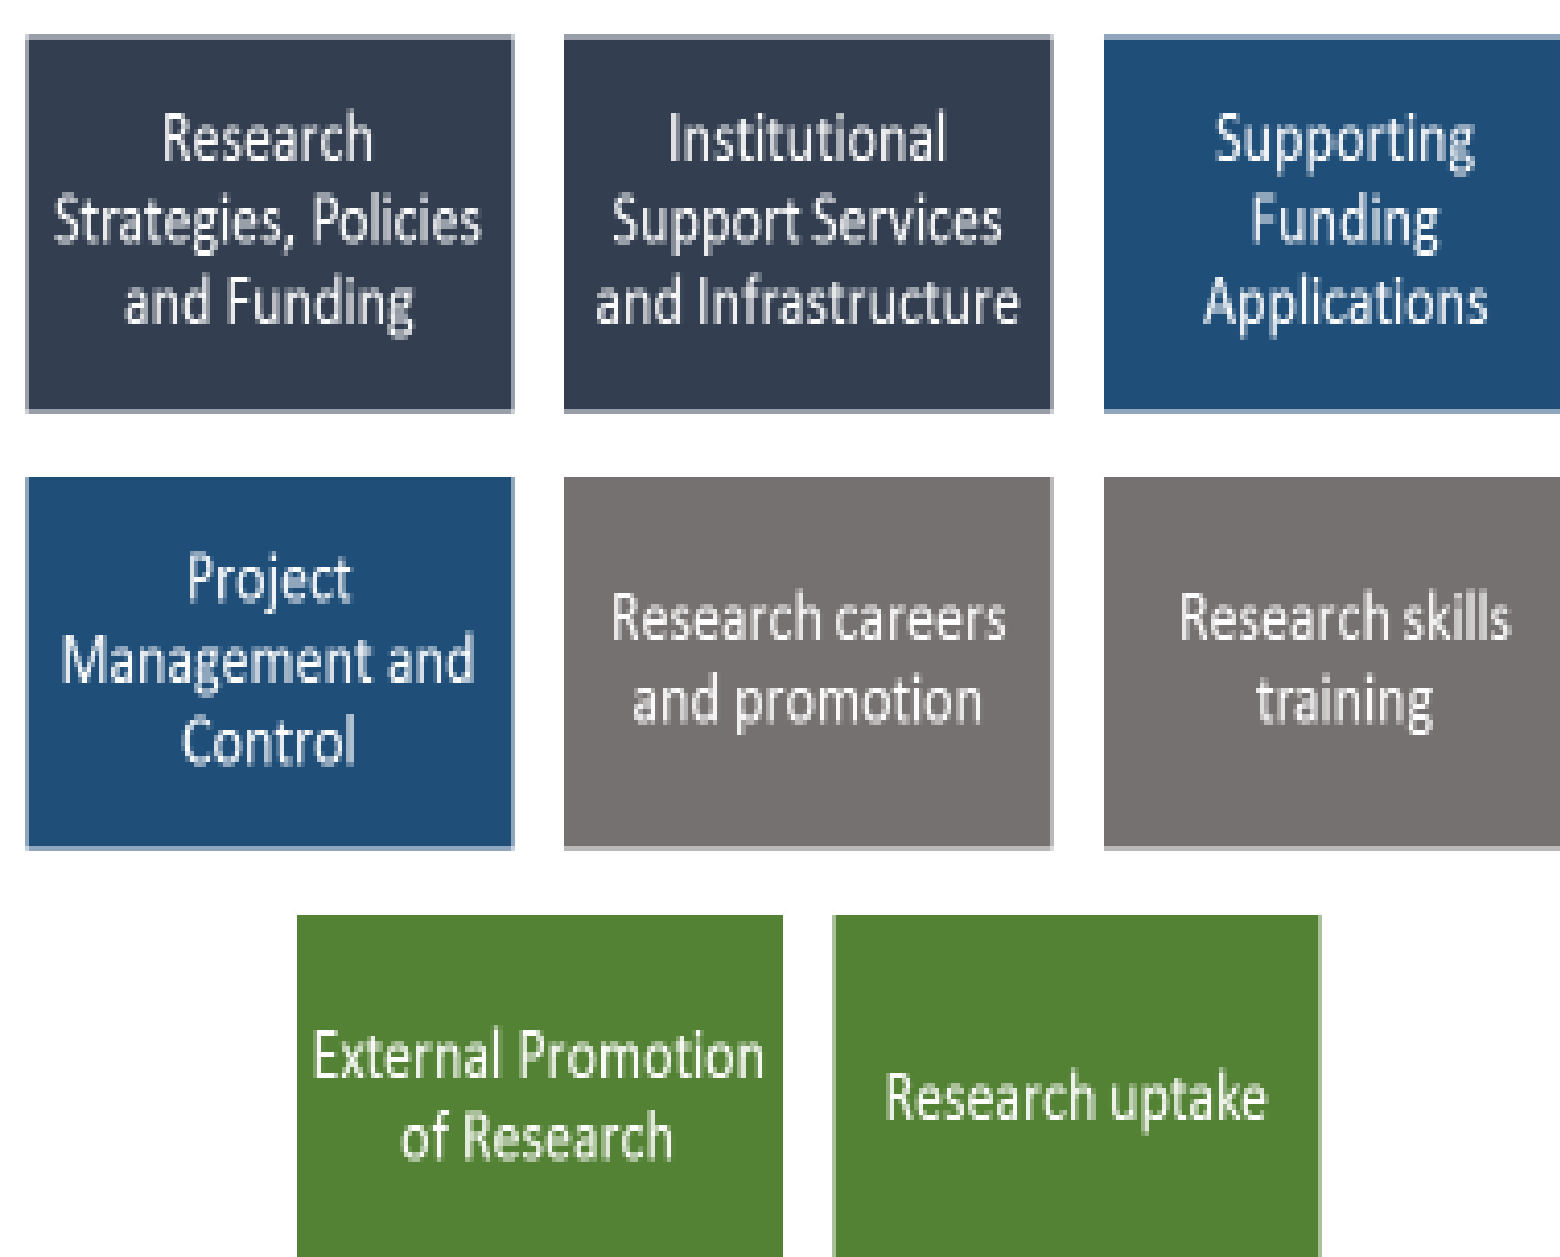 Research
Strategies, Policies
and Funding
Institutional
Support Services
and Infrastructure
Supporting
Funding
Applications
Project
Management and
Control
Research careers
and promotion
Research skills
training
External Promotion
of Research
Research uptake